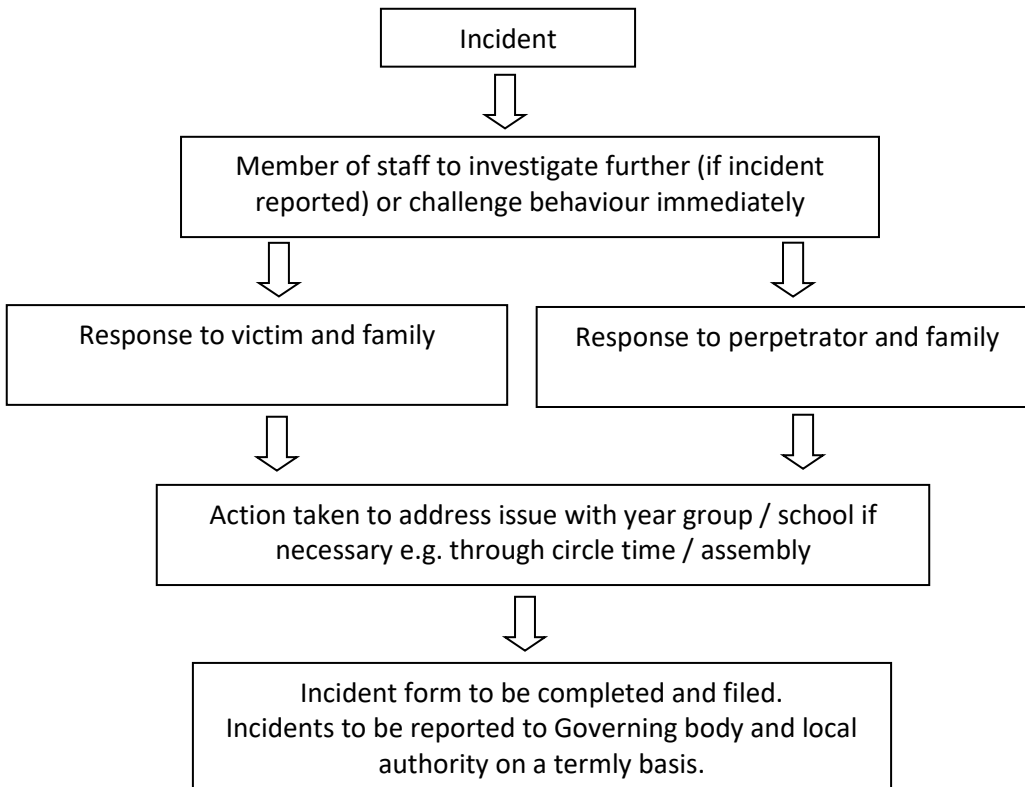 Incident
Member of staff to investigate further (if incident
reported) or challenge behaviour immediately
Response to victim and family
Response to perpetrator and family
Action taken to address issue with year group / school if
necessary e.g. through circle time / assembly
Incident form to be completed and filed.
Incidents to be reported to Governing body and local
authority on a termly basis.